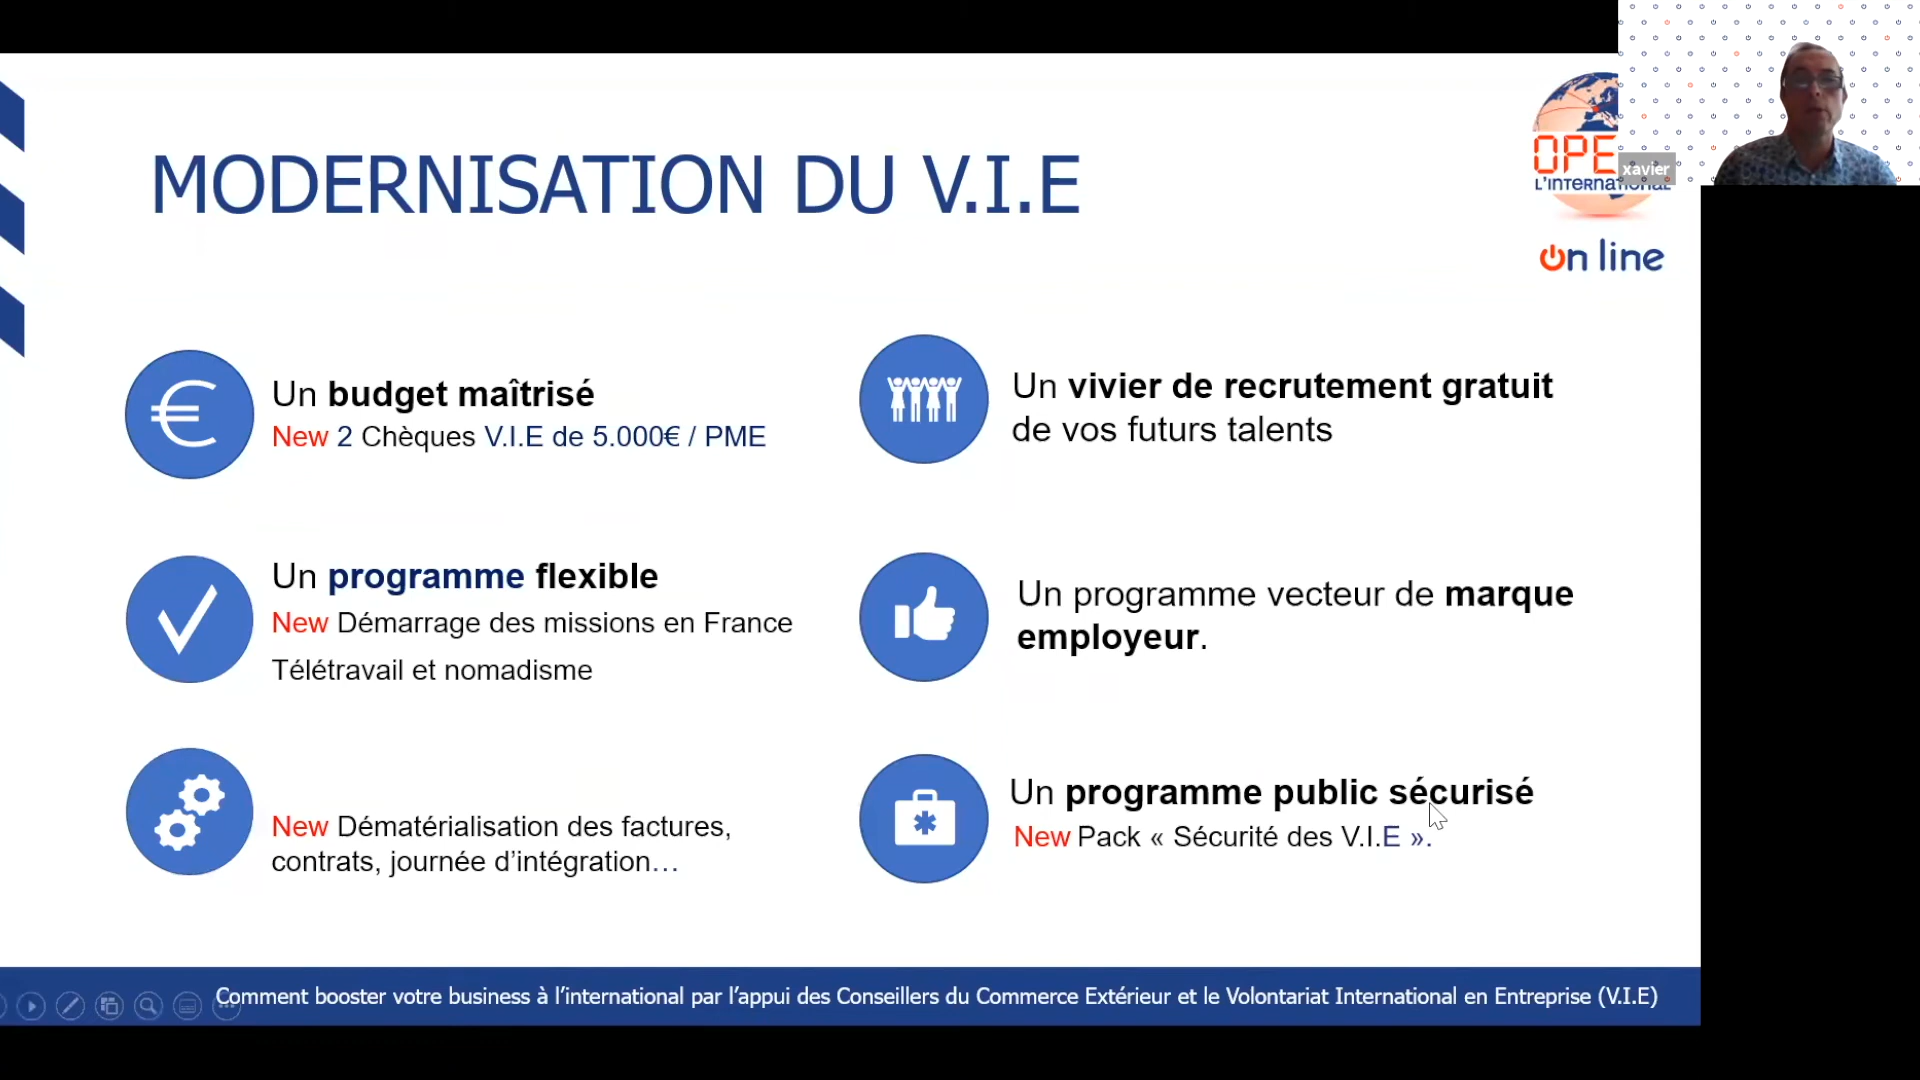 MODERNISATION DU V.I.E
OPE
L'INTERNATIONAL
on line
xavier
Un budget maîtrisé
New 2 Chèques V.I.E de 5.000€ / PME
Un programme flexible
New Démarrage des missions en France
Télétravail et nomadisme
New Dématérialisation des factures,
contrats, journée d’intégration…
Un vivier de recrutement gratuit
de vos futurs talents
Un programme vecteur de marque
employeur.
Un programme public sécurisé
New Pack « Sécurité des V.I.E ».
Comment booster votre business à l’international par l’appui des Conseillers du Commerce Extérieur et le Volontariat International en Entreprise (V.I.E)